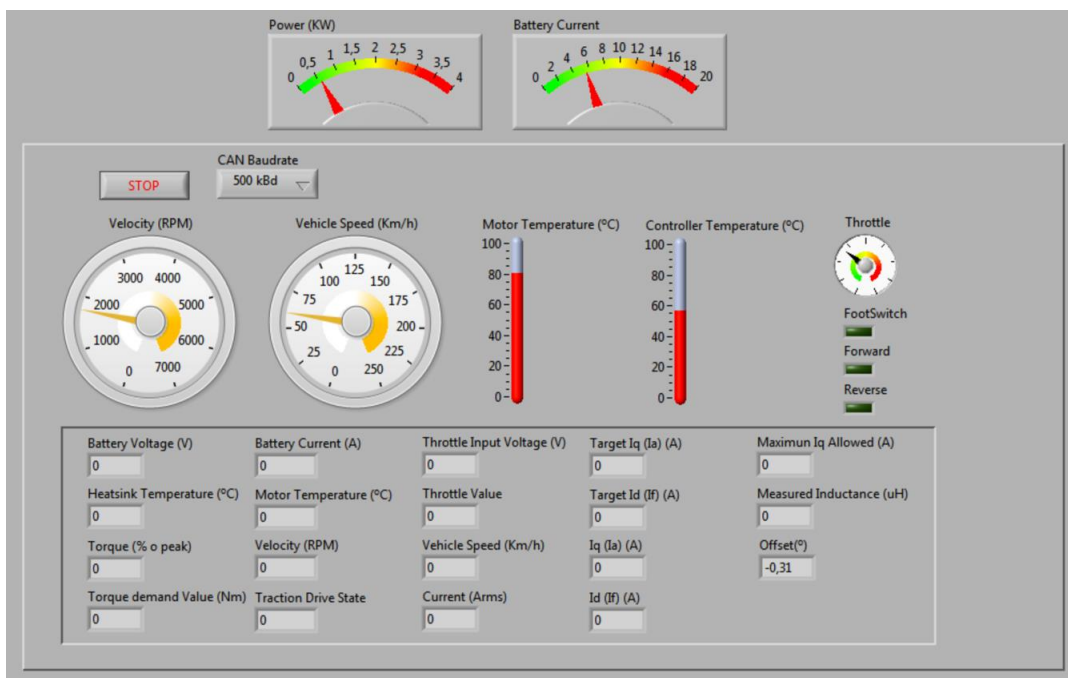 Power (KW)
0 0,5 1 1,5 2 2,5 3 3,5 4
Battery Current
0 2 4 6 8 10 12 14 16 18 20
STOP
CAN Baudrate
500 kBd
Velocity (RPM)
0 1000 2000 3000 4000 5000 6000 7000
Vehicle Speed (Km/h)
0 25 50 75 100 125 150 175 200 225 250
Motor Temperature (ºC)
100
80
60
40
20
0
Controller Temperature (ºC)
100
80
60
40
20
0
Throttle
FootSwitch
Forward
Reverse
Battery Voltage (V)
0
Heatsink Temperature (ºC)
0
Torque (% o peak)
0
Torque demand Value (Nm)
0
Battery Current (A)
0
Motor Temperature (ºC)
0
Velocity (RPM)
0
Traction Drive State
0
Throttle Input Voltage (V)
0
Throttle Value
0
Vehicle Speed (Km/h)
0
Current (Arms)
0
Target Iq (Ia) (A)
0
Target Id (If) (A)
0
Iq (Ia) (A)
0
Id (If) (A)
0
Maximun Iq Allowed (A)
0
Measured Inductance (uH)
0
Offset(º)
-0,31